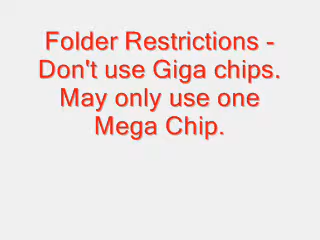 Folder Restrictions -
Don't use Giga chips.
May only use one
Mega Chip.